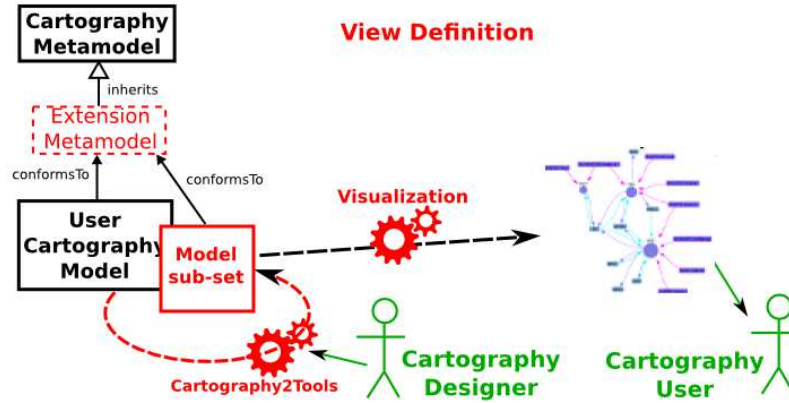 Cartography
Metamodel
View Definition
inherits
Extension
Metamodel
conformsTo
conformsTo
Visualization
User
Cartography
Model
Model
sub-set
Cartography2Tools
Cartography
Designer
Cartography
User